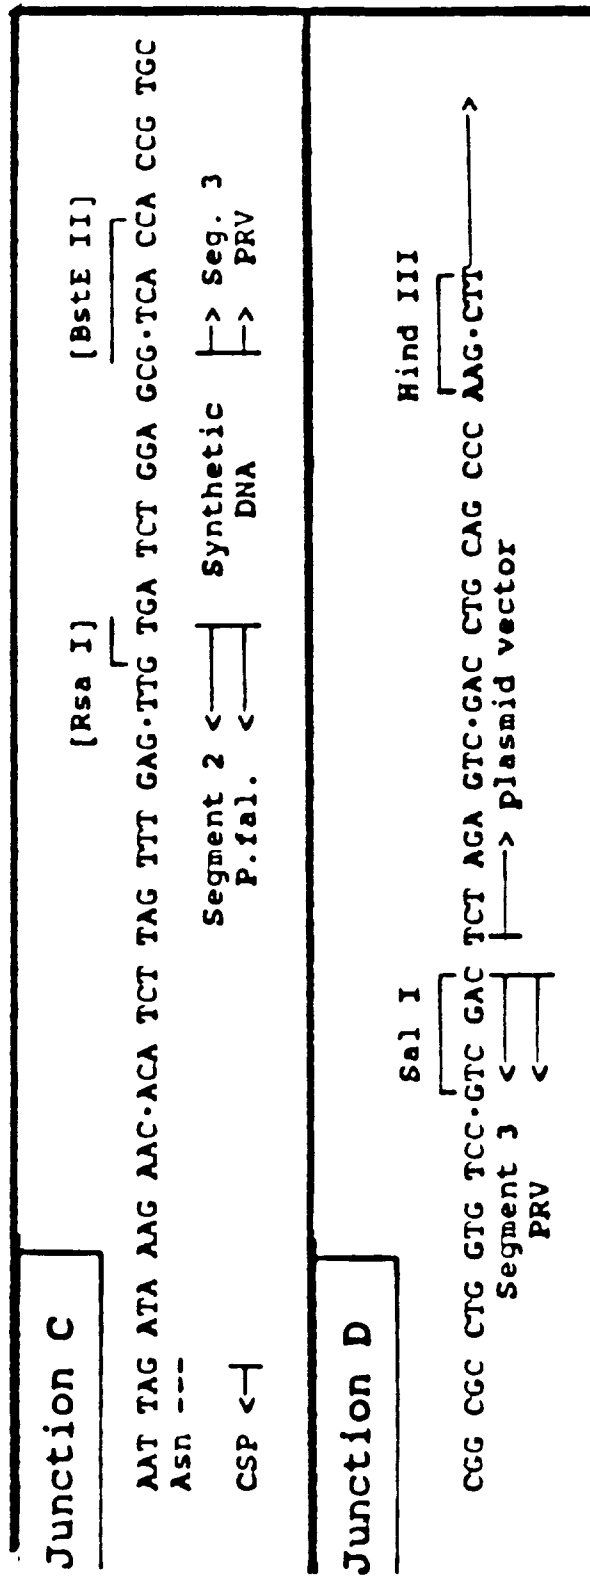 Junction C
[Rsa I] [BstE II]
AAT TAG ATA AAG AAC·ACA TCT TAG TTT GAG·TTG TGA TCT GGA GCG·TCA CCA CCG TGC
Asn ---
CSP <
Segment 2 < Synthetic > Seg. 3
P.fal. < DNA > PRV
Junction D
Sal I Hind III
CGG CGC CTG GTG TCC·GTC GAC TCT AGA GTC·GAC CTG CAG CCC AAG·CTT >
Segment 3 < > plasmid vector
PRV <